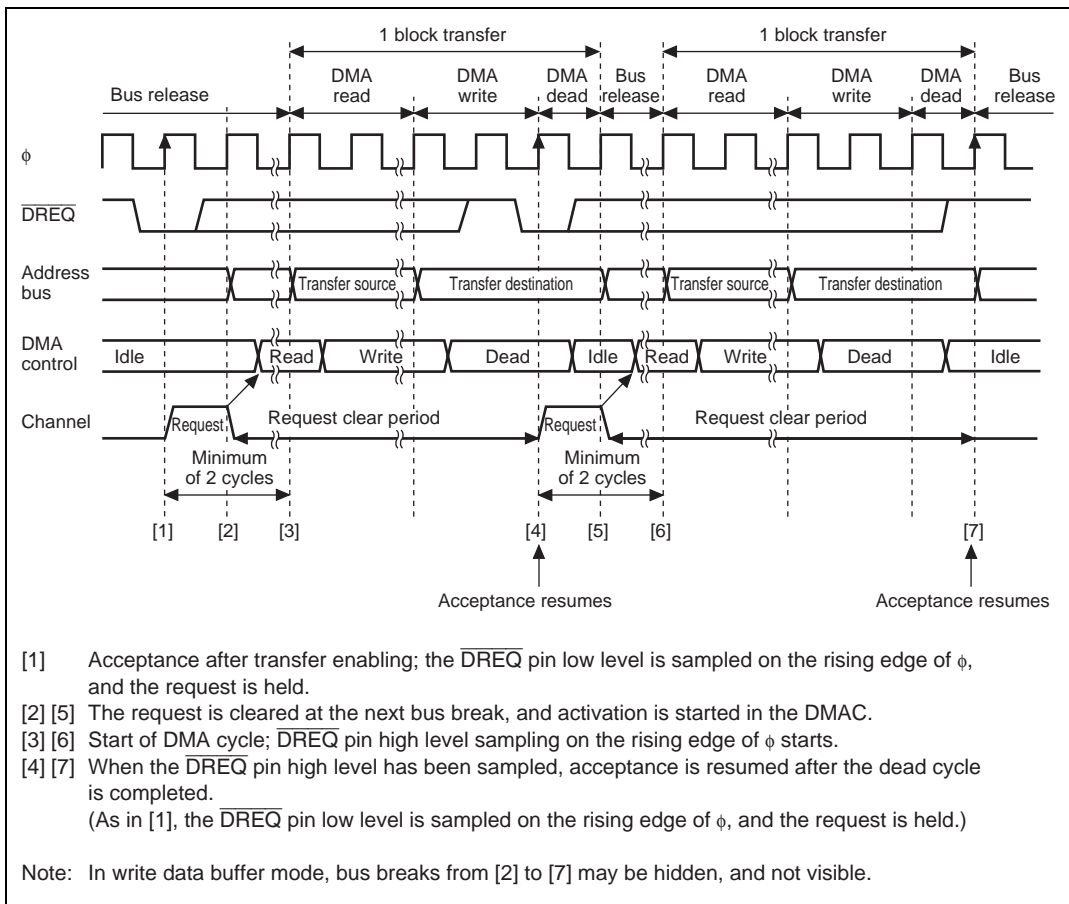 1 block transfer 1 block transfer
DMA DMA DMA Bus DMA DMA DMA Bus
Bus release read write dead release read write dead release
ϕ
DREQ
Address
bus Transfer source Transfer destination Transfer source Transfer destination
DMA
control Idle Read Write Dead Idle Read Write Dead Idle
Channel Request Request clear period Request Request clear period
Minimum Minimum
of 2 cycles of 2 cycles
[1] [2] [3] [4] [5] [6] [7]
Acceptance resumes Acceptance resumes
[1] Acceptance after transfer enabling; the DREQ pin low level is sampled on the rising edge of ϕ,
and the request is held.
[2] [5] The request is cleared at the next bus break, and activation is started in the DMAC.
[3] [6] Start of DMA cycle; DREQ pin high level sampling on the rising edge of ϕ starts.
[4] [7] When the DREQ pin high level has been sampled, acceptance is resumed after the dead cycle
is completed.
(As in [1], the DREQ pin low level is sampled on the rising edge of ϕ, and the request is held.)
Note: In write data buffer mode, bus breaks from [2] to [7] may be hidden, and not visible.